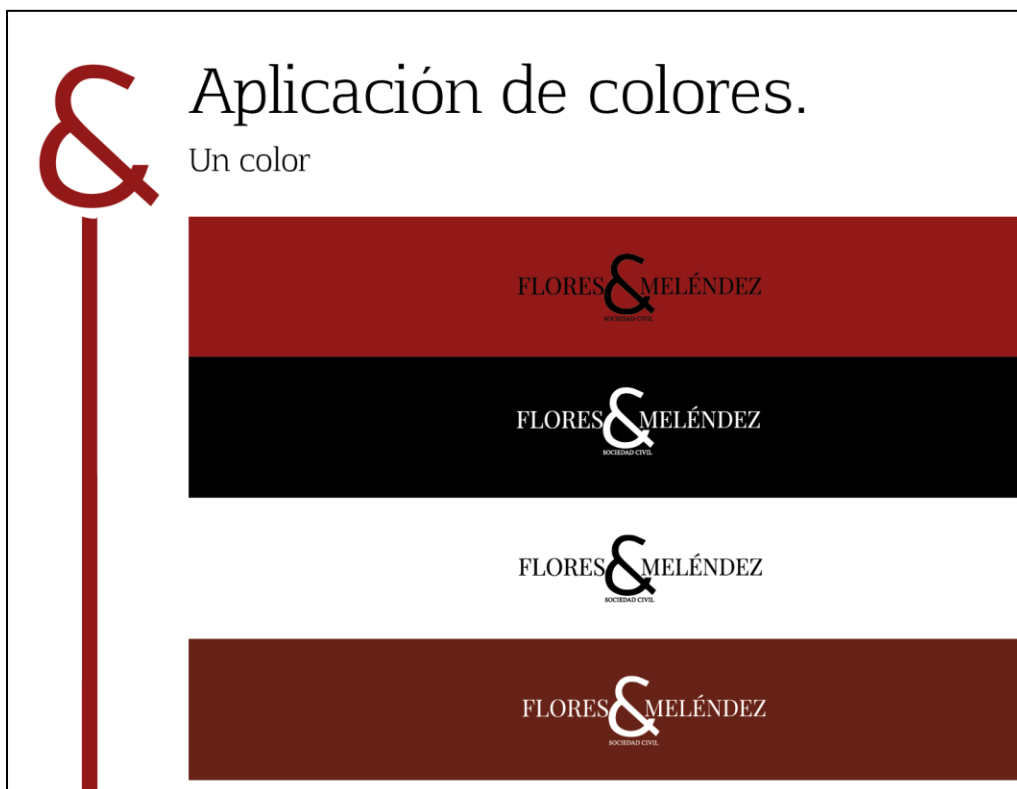 &
Aplicación de colores.
Un color
FLORES & MELÉNDEZ
SOCIEDAD CIVIL
FLORES & MELÉNDEZ
SOCIEDAD CIVIL
FLORES & MELÉNDEZ
SOCIEDAD CIVIL
FLORES & MELÉNDEZ
SOCIEDAD CIVIL